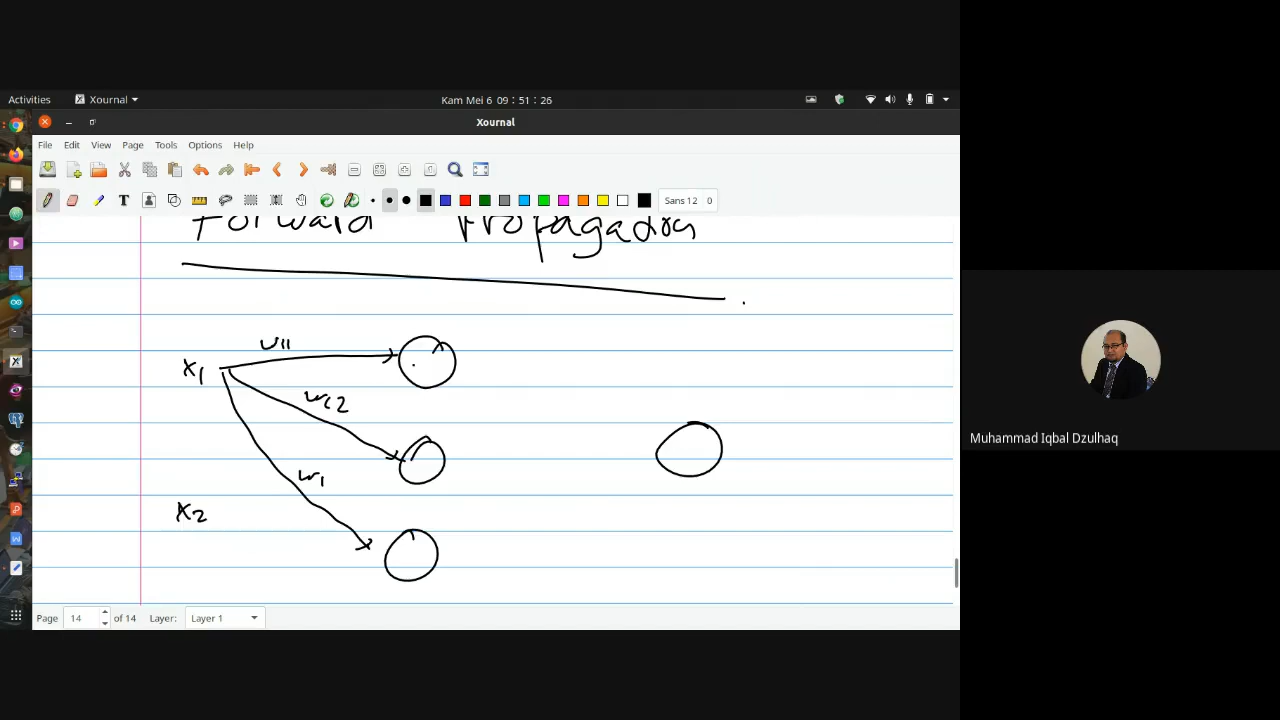 Activities Xournal Kam Mei 6 09:51:26
Xournal
File Edit View Page Tools Options Help
Sans 12 0
Forward Propagation
w11
x1
w12
w1
x2
Page 14 of 14 Layer: Layer 1
Muhammad Iqbal Dzulhaq